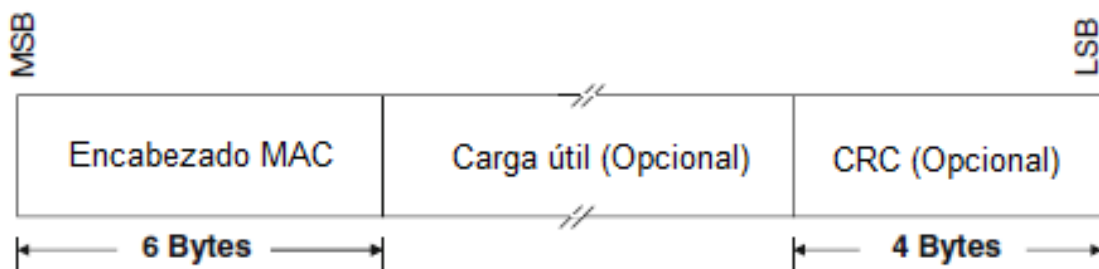 MSB
LSB
Encabezado MAC
Carga útil (Opcional)
CRC (Opcional)
6 Bytes
4 Bytes